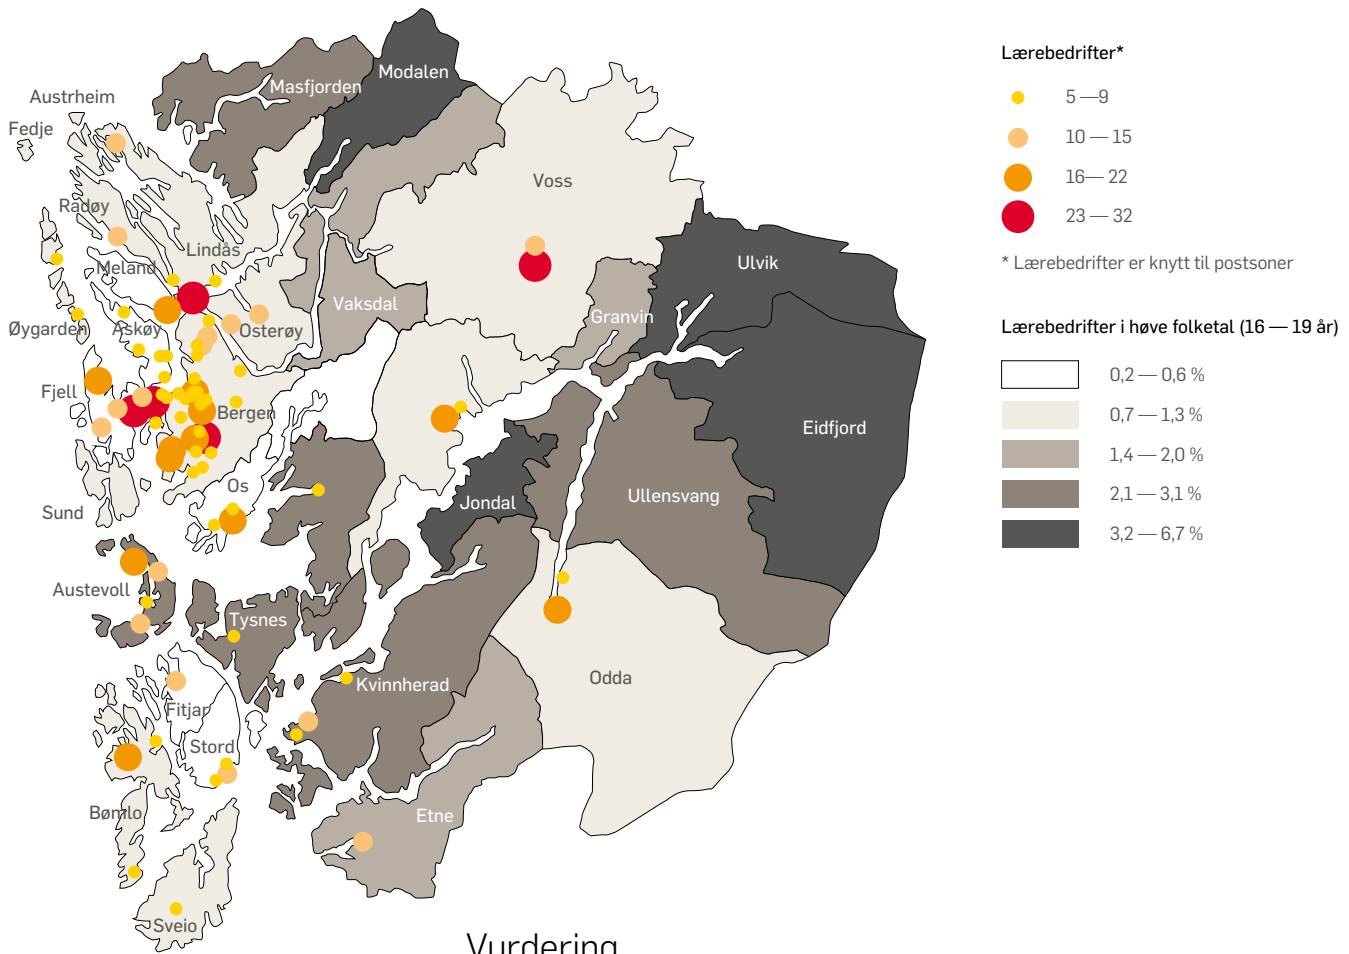 Modalen
Masfjorden
Austrheim
Fedje
Voss
Radøy
Lindås
Meland
Ulvik
Vaksdal
Granvin
Øygarden
Askøy
Osterøy
Fjell
Bergen
Eidfjord
Os
Jondal
Ullensvang
Sund
Austevoll
Tysnes
Odda
Kvinnherad
Fitjar
Stord
Bømlo
Etne
Sveio
Lærebedrifter*
5 — 9
10 — 15
16 — 22
23 — 32
* Lærebedrifter er knytt til postsoner
Lærebedrifter i høve folketal (16 — 19 år)
0,2 — 0,6 %
0,7 — 1,3 %
1,4 — 2,0 %
2,1 — 3,1 %
3,2 — 6,7 %
Vurdering